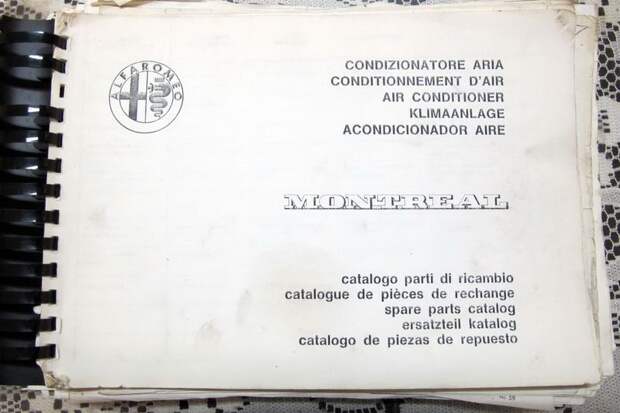 ALFA ROMEO
CONDIZIONATORE ARIA
CONDITIONNEMENT D'AIR
AIR CONDITIONER
KLIMAANLAGE
ACONDICIONADOR AIRE
MONTREAL
catalogo parti di ricambio
catalogue de pièces de rechange
spare parts catalog
ersatzteil katalog
catalogo de piezas de repuesto